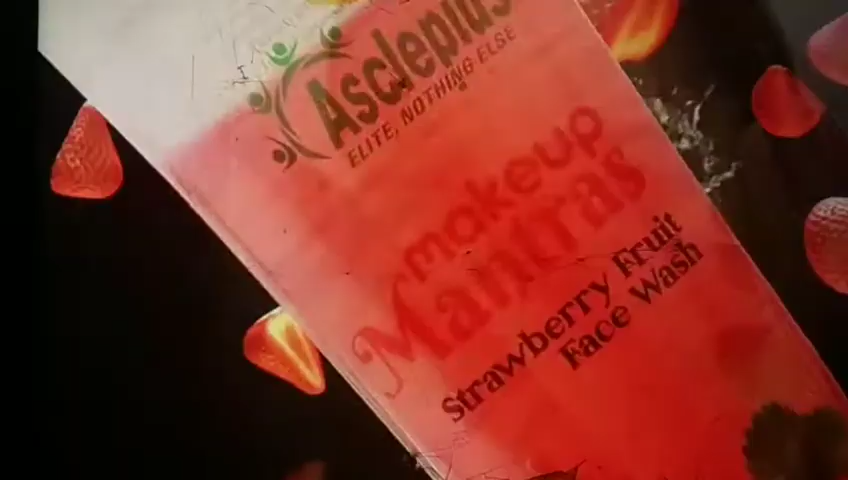 Asclepius
ELITE, NOTHING ELSE
makeup
Mantras
Strawberry Fruit
Face Wash